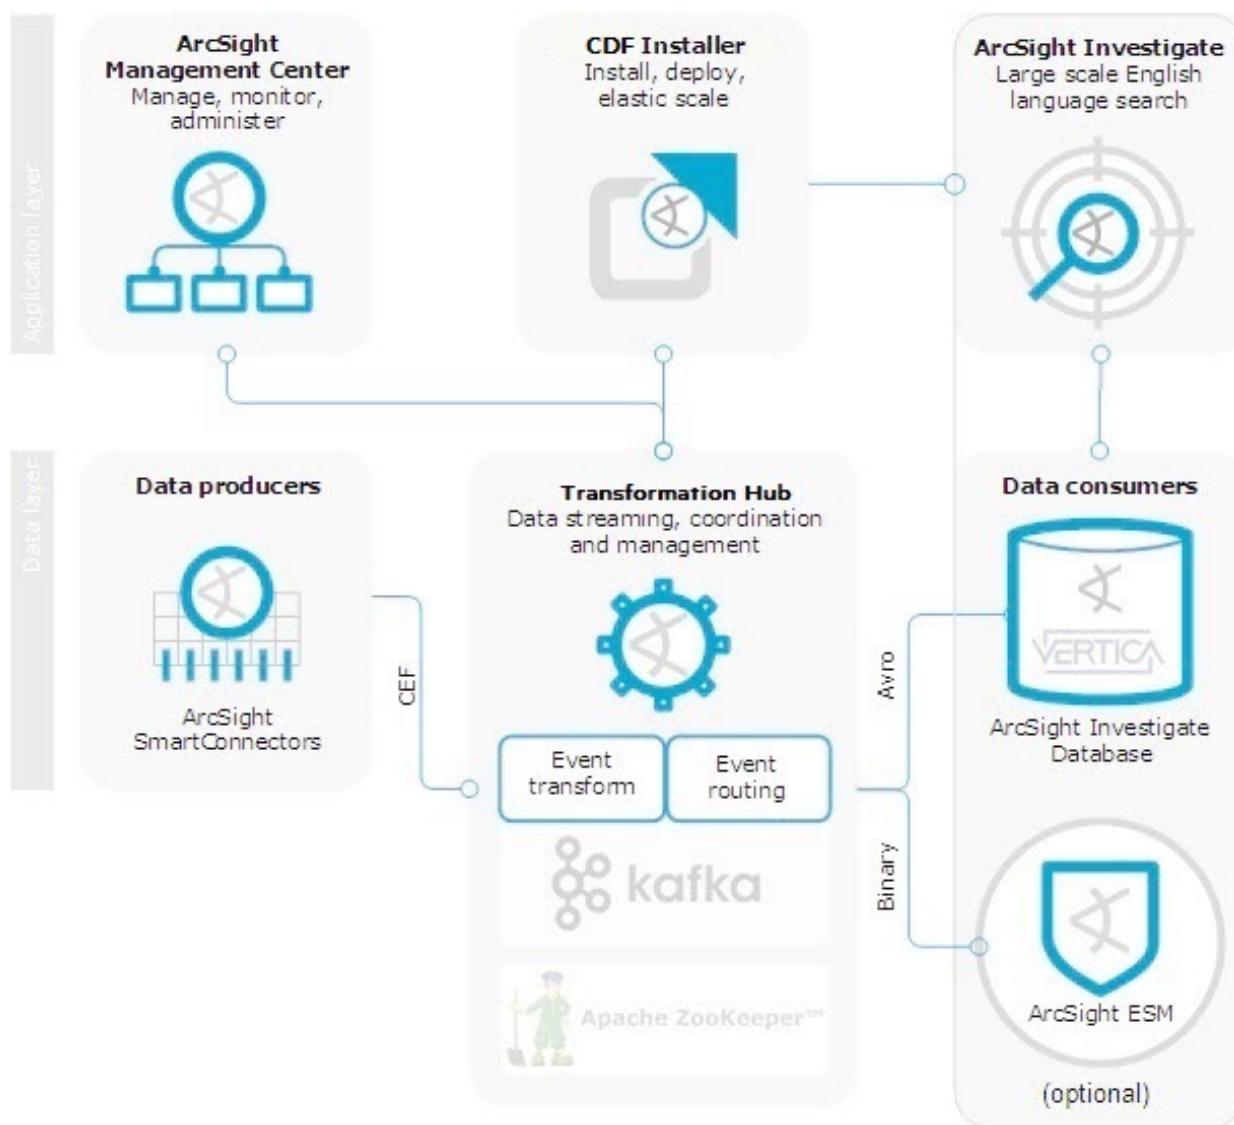 ArcSight
Management Center
Manage, monitor,
administer
CDF Installer
Install, deploy,
elastic scale
ArcSight Investigate
Large scale English
language search
Application layer
Data layer
Data producers
ArcSight
SmartConnectors
CEF
Transformation Hub
Data streaming, coordination
and management
Event
transform
Event
routing
kafka
Apache ZooKeeper™
Avro
Binary
Data consumers
VERTICA
ArcSight Investigate
Database
ArcSight ESM
(optional)